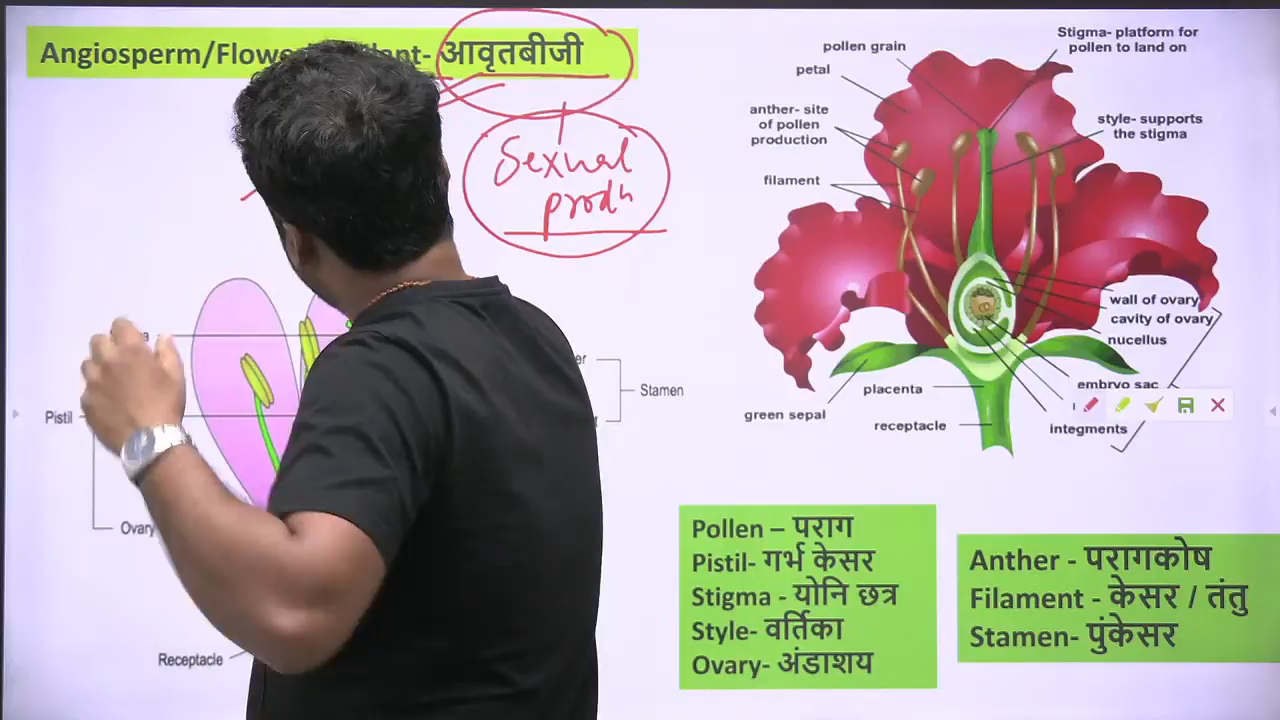 Angiosperm/Flowe nt- आवृतबीजी
Sexual
prodⁿ
Pistil
Ovary
Receptacle
Stamen
pollen grain
petal
anther- site
of pollen
production
filament
Stigma- platform for
pollen to land on
style- supports
the stigma
wall of ovary
cavity of ovary
nucellus
embryo sac
integments
placenta
green sepal
receptacle
Pollen – पराग
Pistil- गर्भ केसर
Stigma - योनि छत्र
Style- वर्तिका
Ovary- अंडाशय
Anther - परागकोष
Filament - केसर / तंतु
Stamen- पुंकेसर